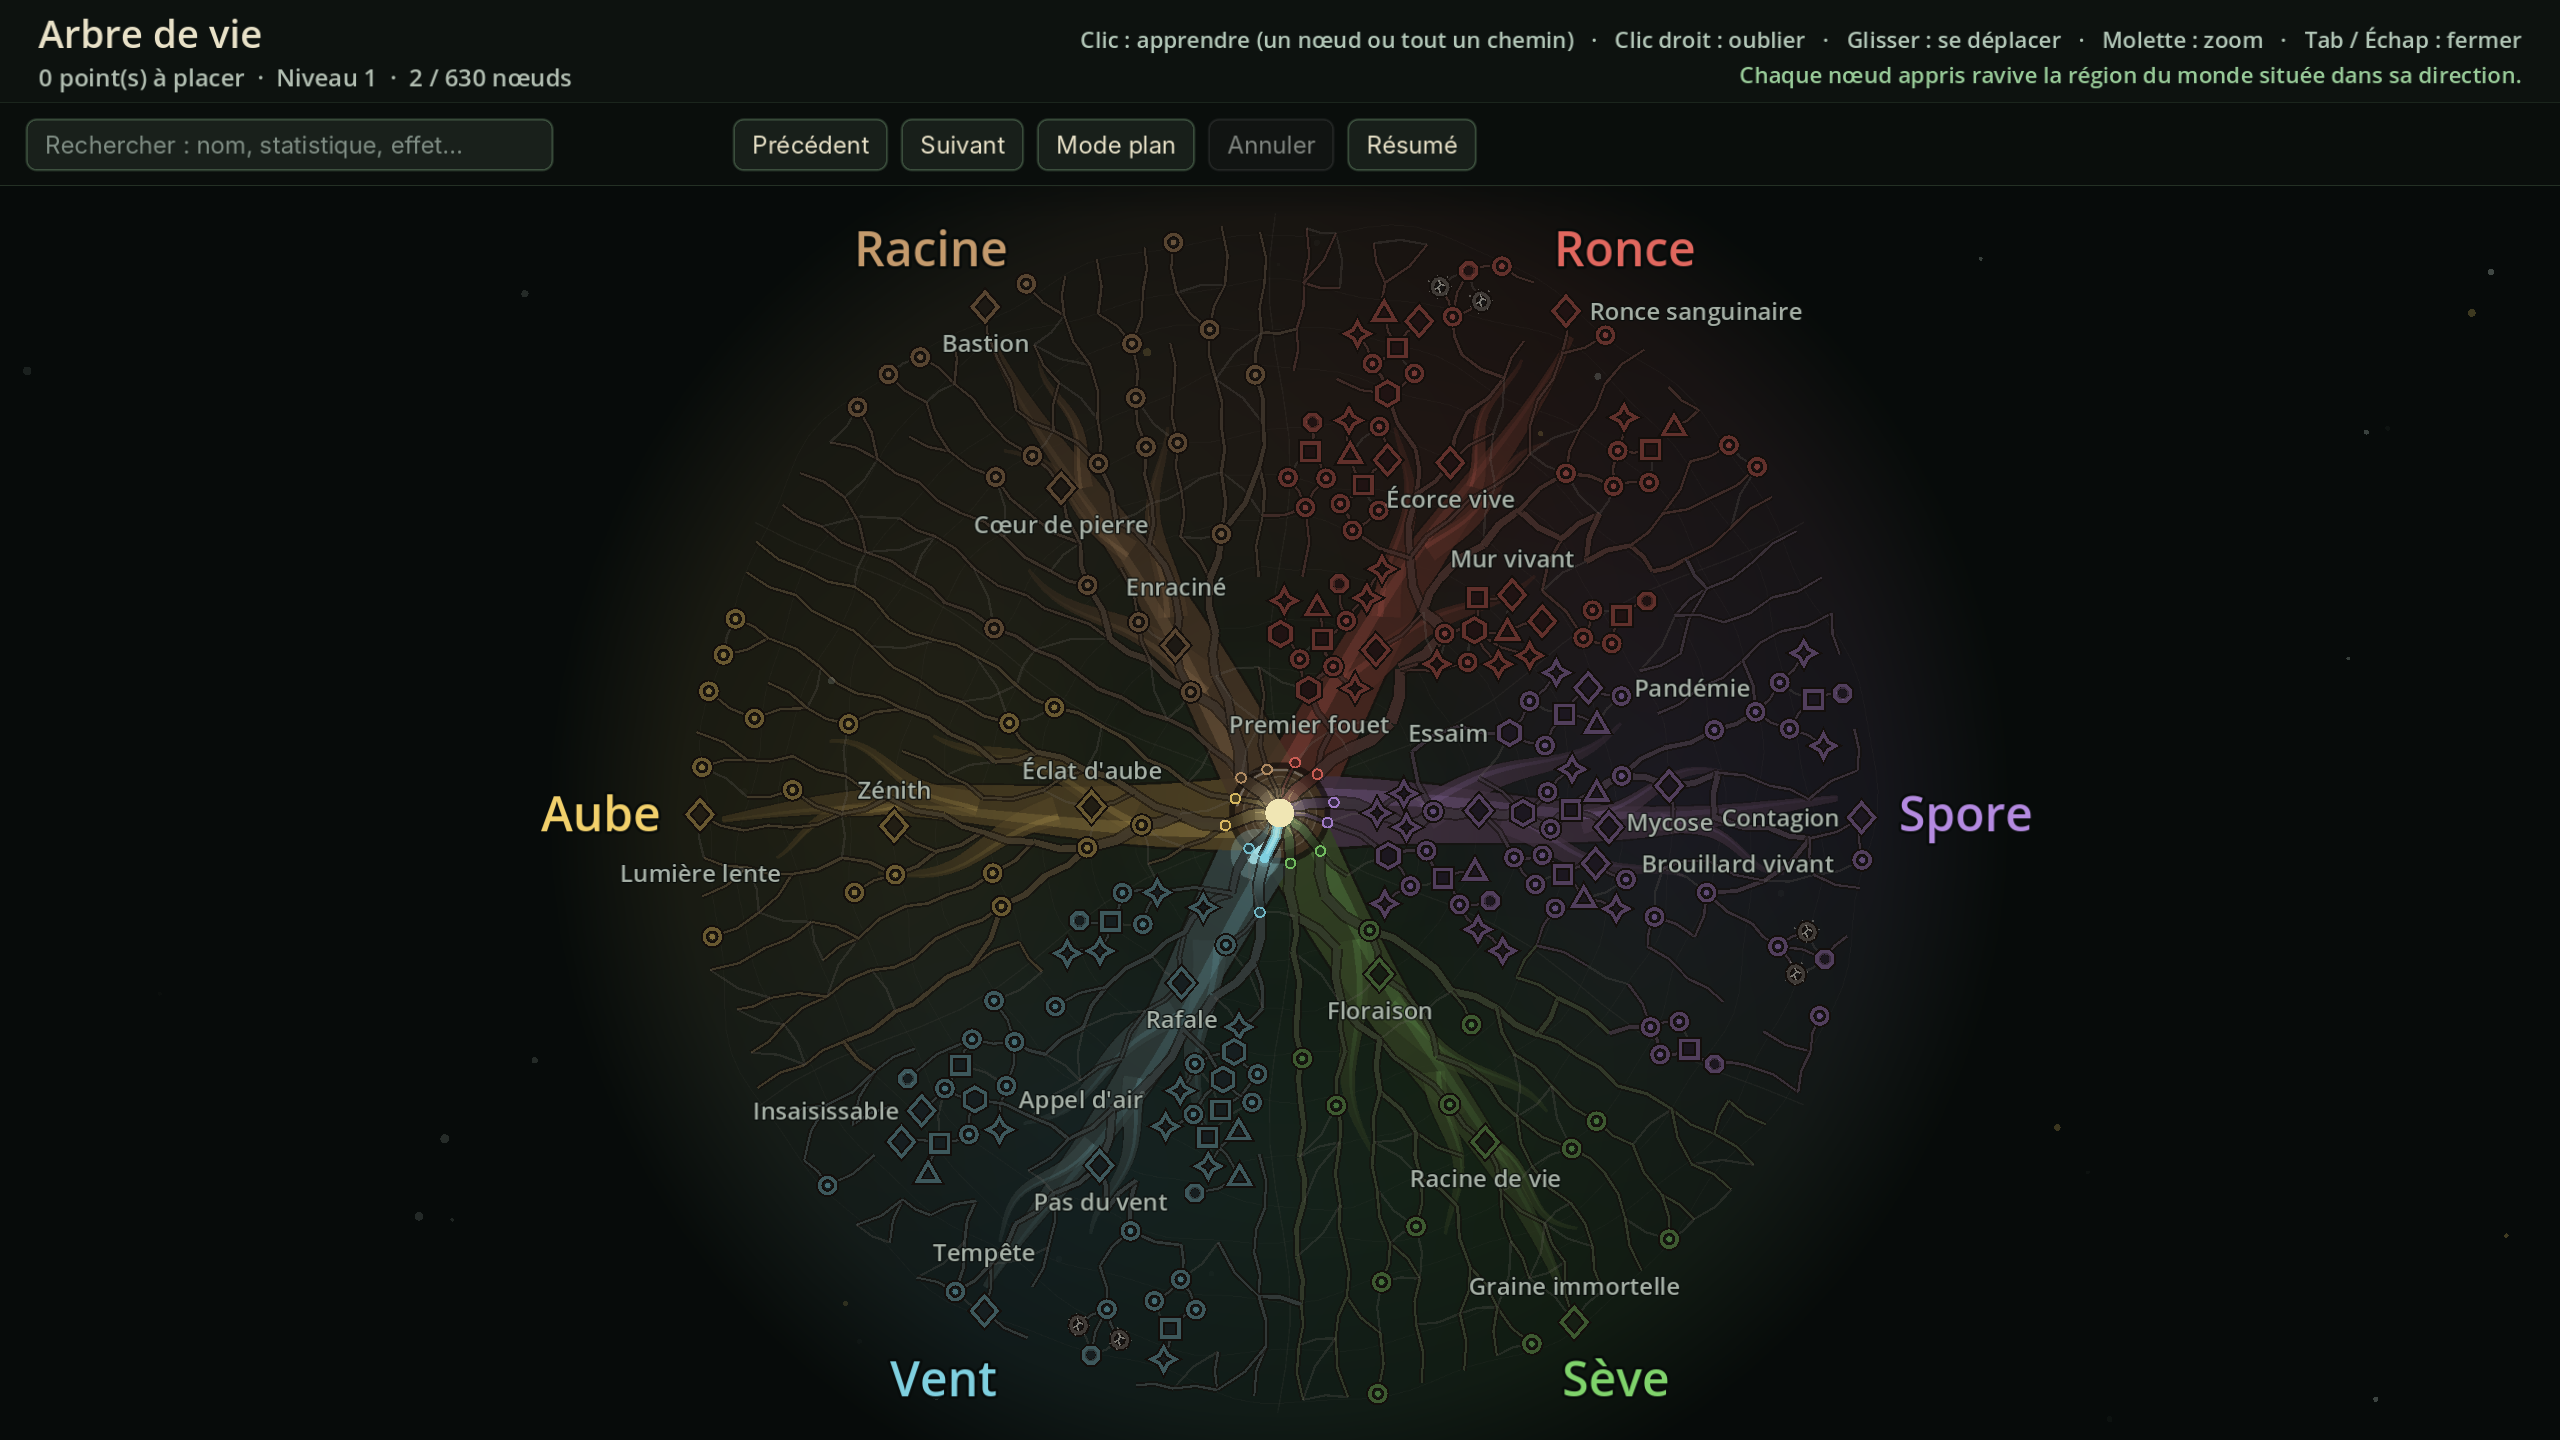 Arbre de vie
Clic : apprendre (un nœud ou tout un chemin) · Clic droit : oublier · Glisser : se déplacer · Molette : zoom · Tab / Échap : fermer
0 point(s) à placer · Niveau 1 · 2 / 630 nœuds
Chaque nœud appris ravive la région du monde située dans sa direction.
Rechercher : nom, statistique, effet...
Précédent
Suivant
Mode plan
Annuler
Résumé
Racine
Ronce
Ronce sanguinaire
Bastion
Écorce vive
Cœur de pierre
Mur vivant
Enraciné
Pandémie
Premier fouet
Essaim
Éclat d'aube
Zénith
Aube
Spore
Mycose
Contagion
Brouillard vivant
Lumière lente
Floraison
Rafale
Appel d'air
Insaisissable
Racine de vie
Pas du vent
Tempête
Graine immortelle
Vent
Sève